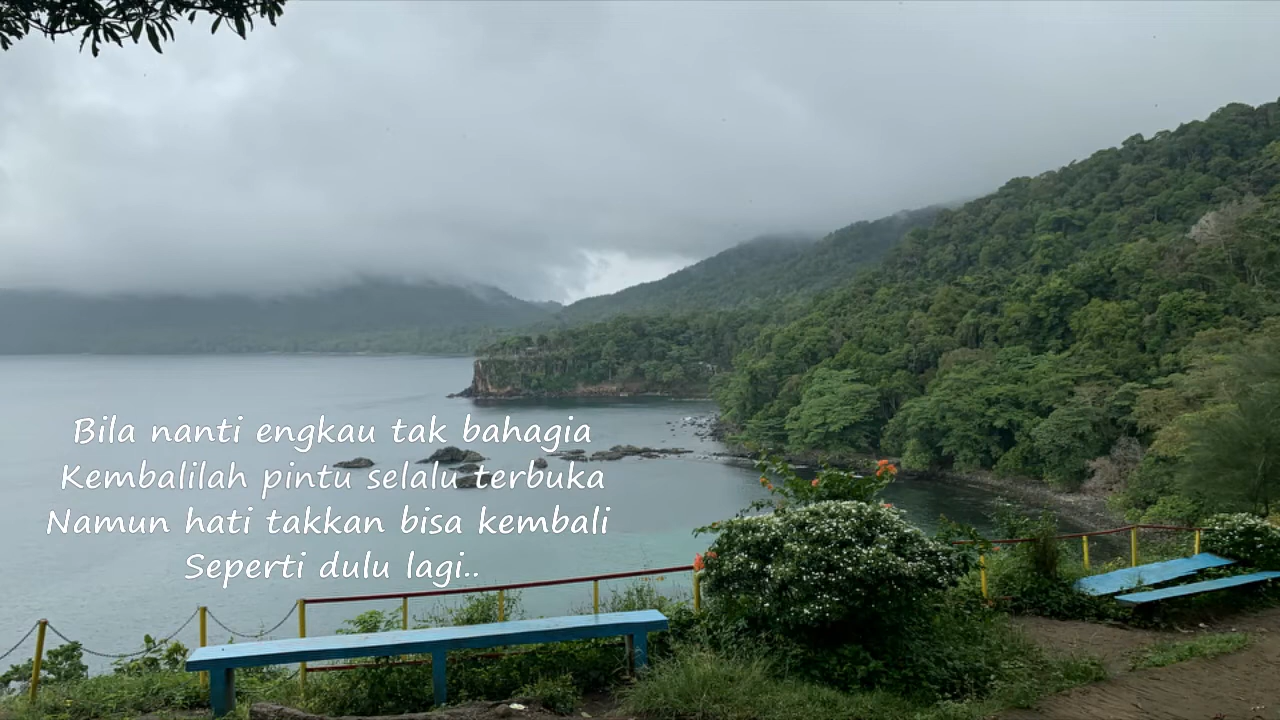 Bila nanti engkau tak bahagia
Kembalilah pintu selalu terbuka
Namun hati takkan bisa kembali
Seperti dulu lagi..